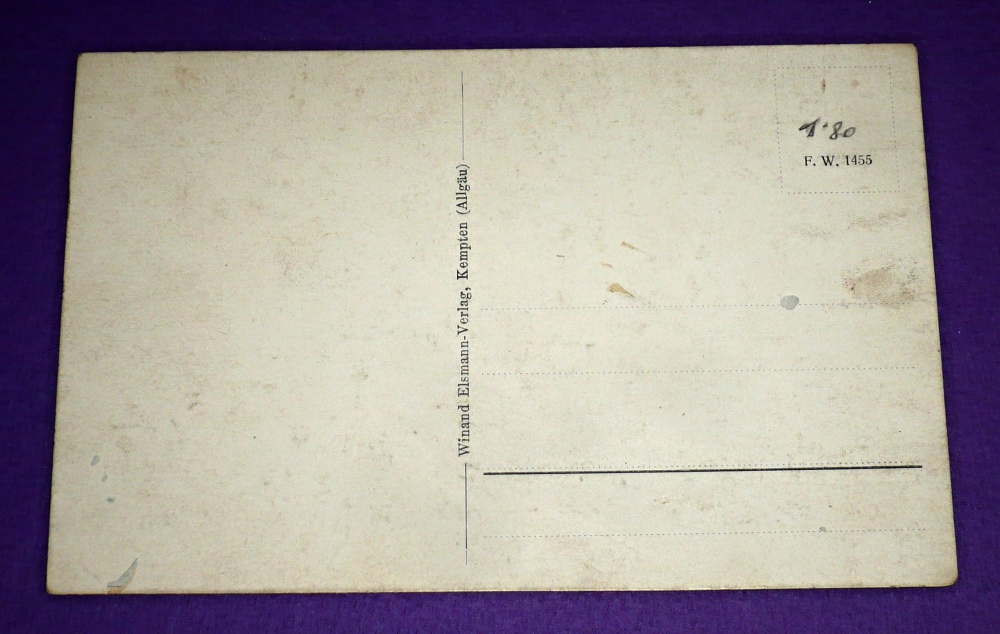 1.80
F. W. 1455
Winand Elsmann-Verlag, Kempten (Allgäu)